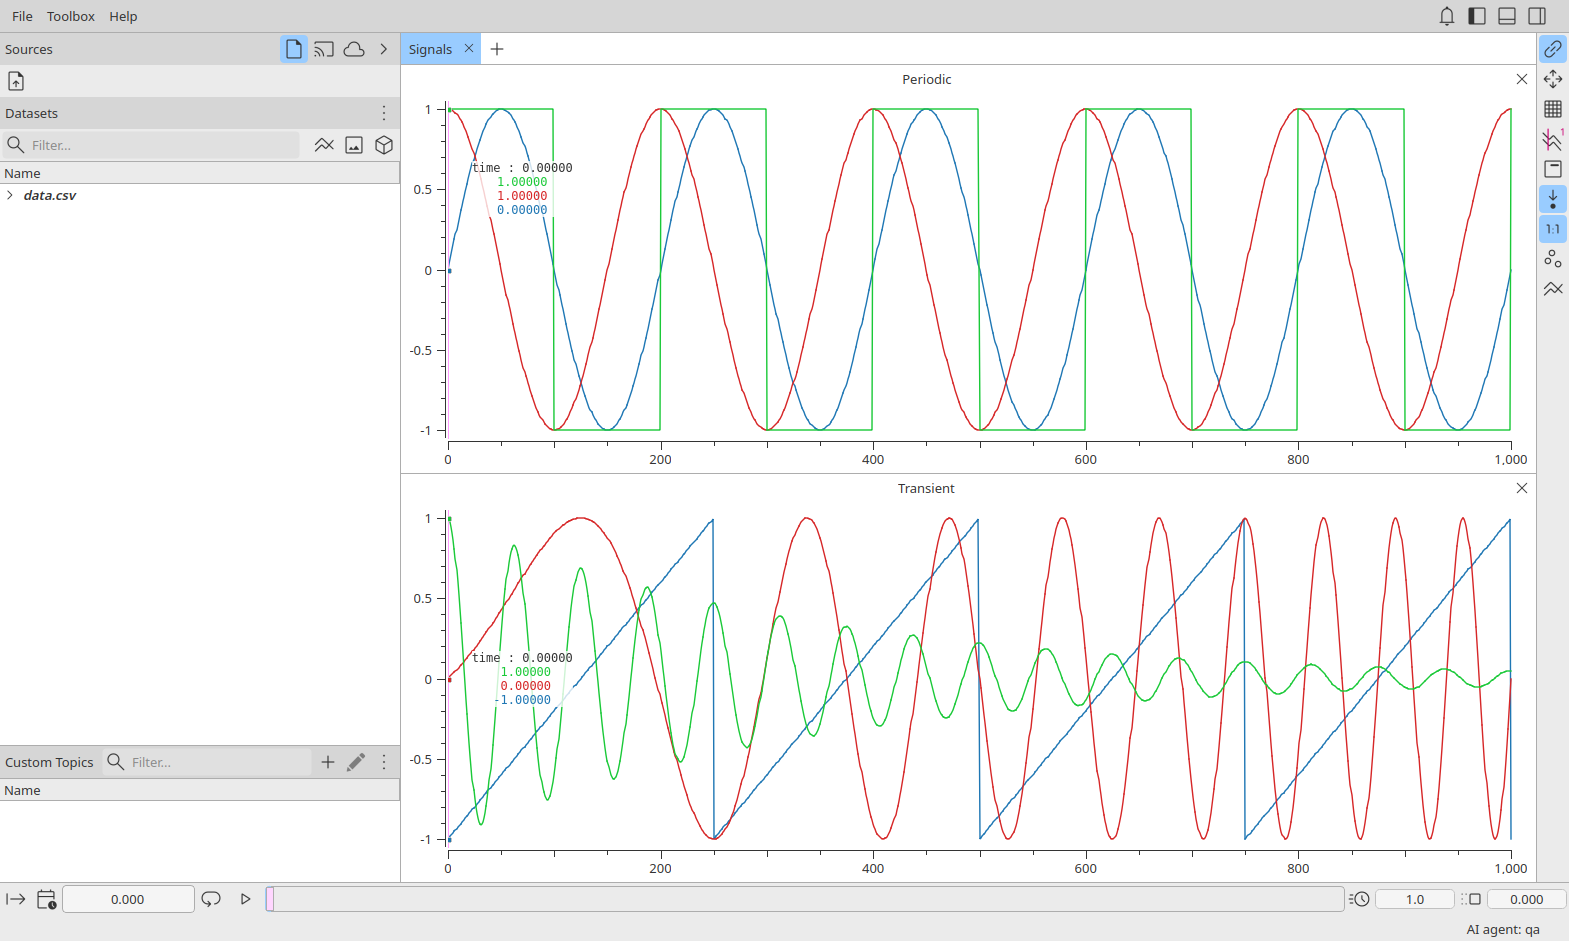 File Toolbox Help
Sources
Signals
Datasets
Filter...
Name
data.csv
Custom Topics
Filter...
Name
Periodic
1
0.5
0
-0.5
-1
time : 0.00000
1.00000
1.00000
0.00000
0 200 400 600 800 1,000
Transient
1
0.5
0
-0.5
-1
time : 0.00000
1.00000
0.00000
-1.00000
0 200 400 600 800 1,000
1
1:1
0.000
1.0
0.000
AI agent: qa